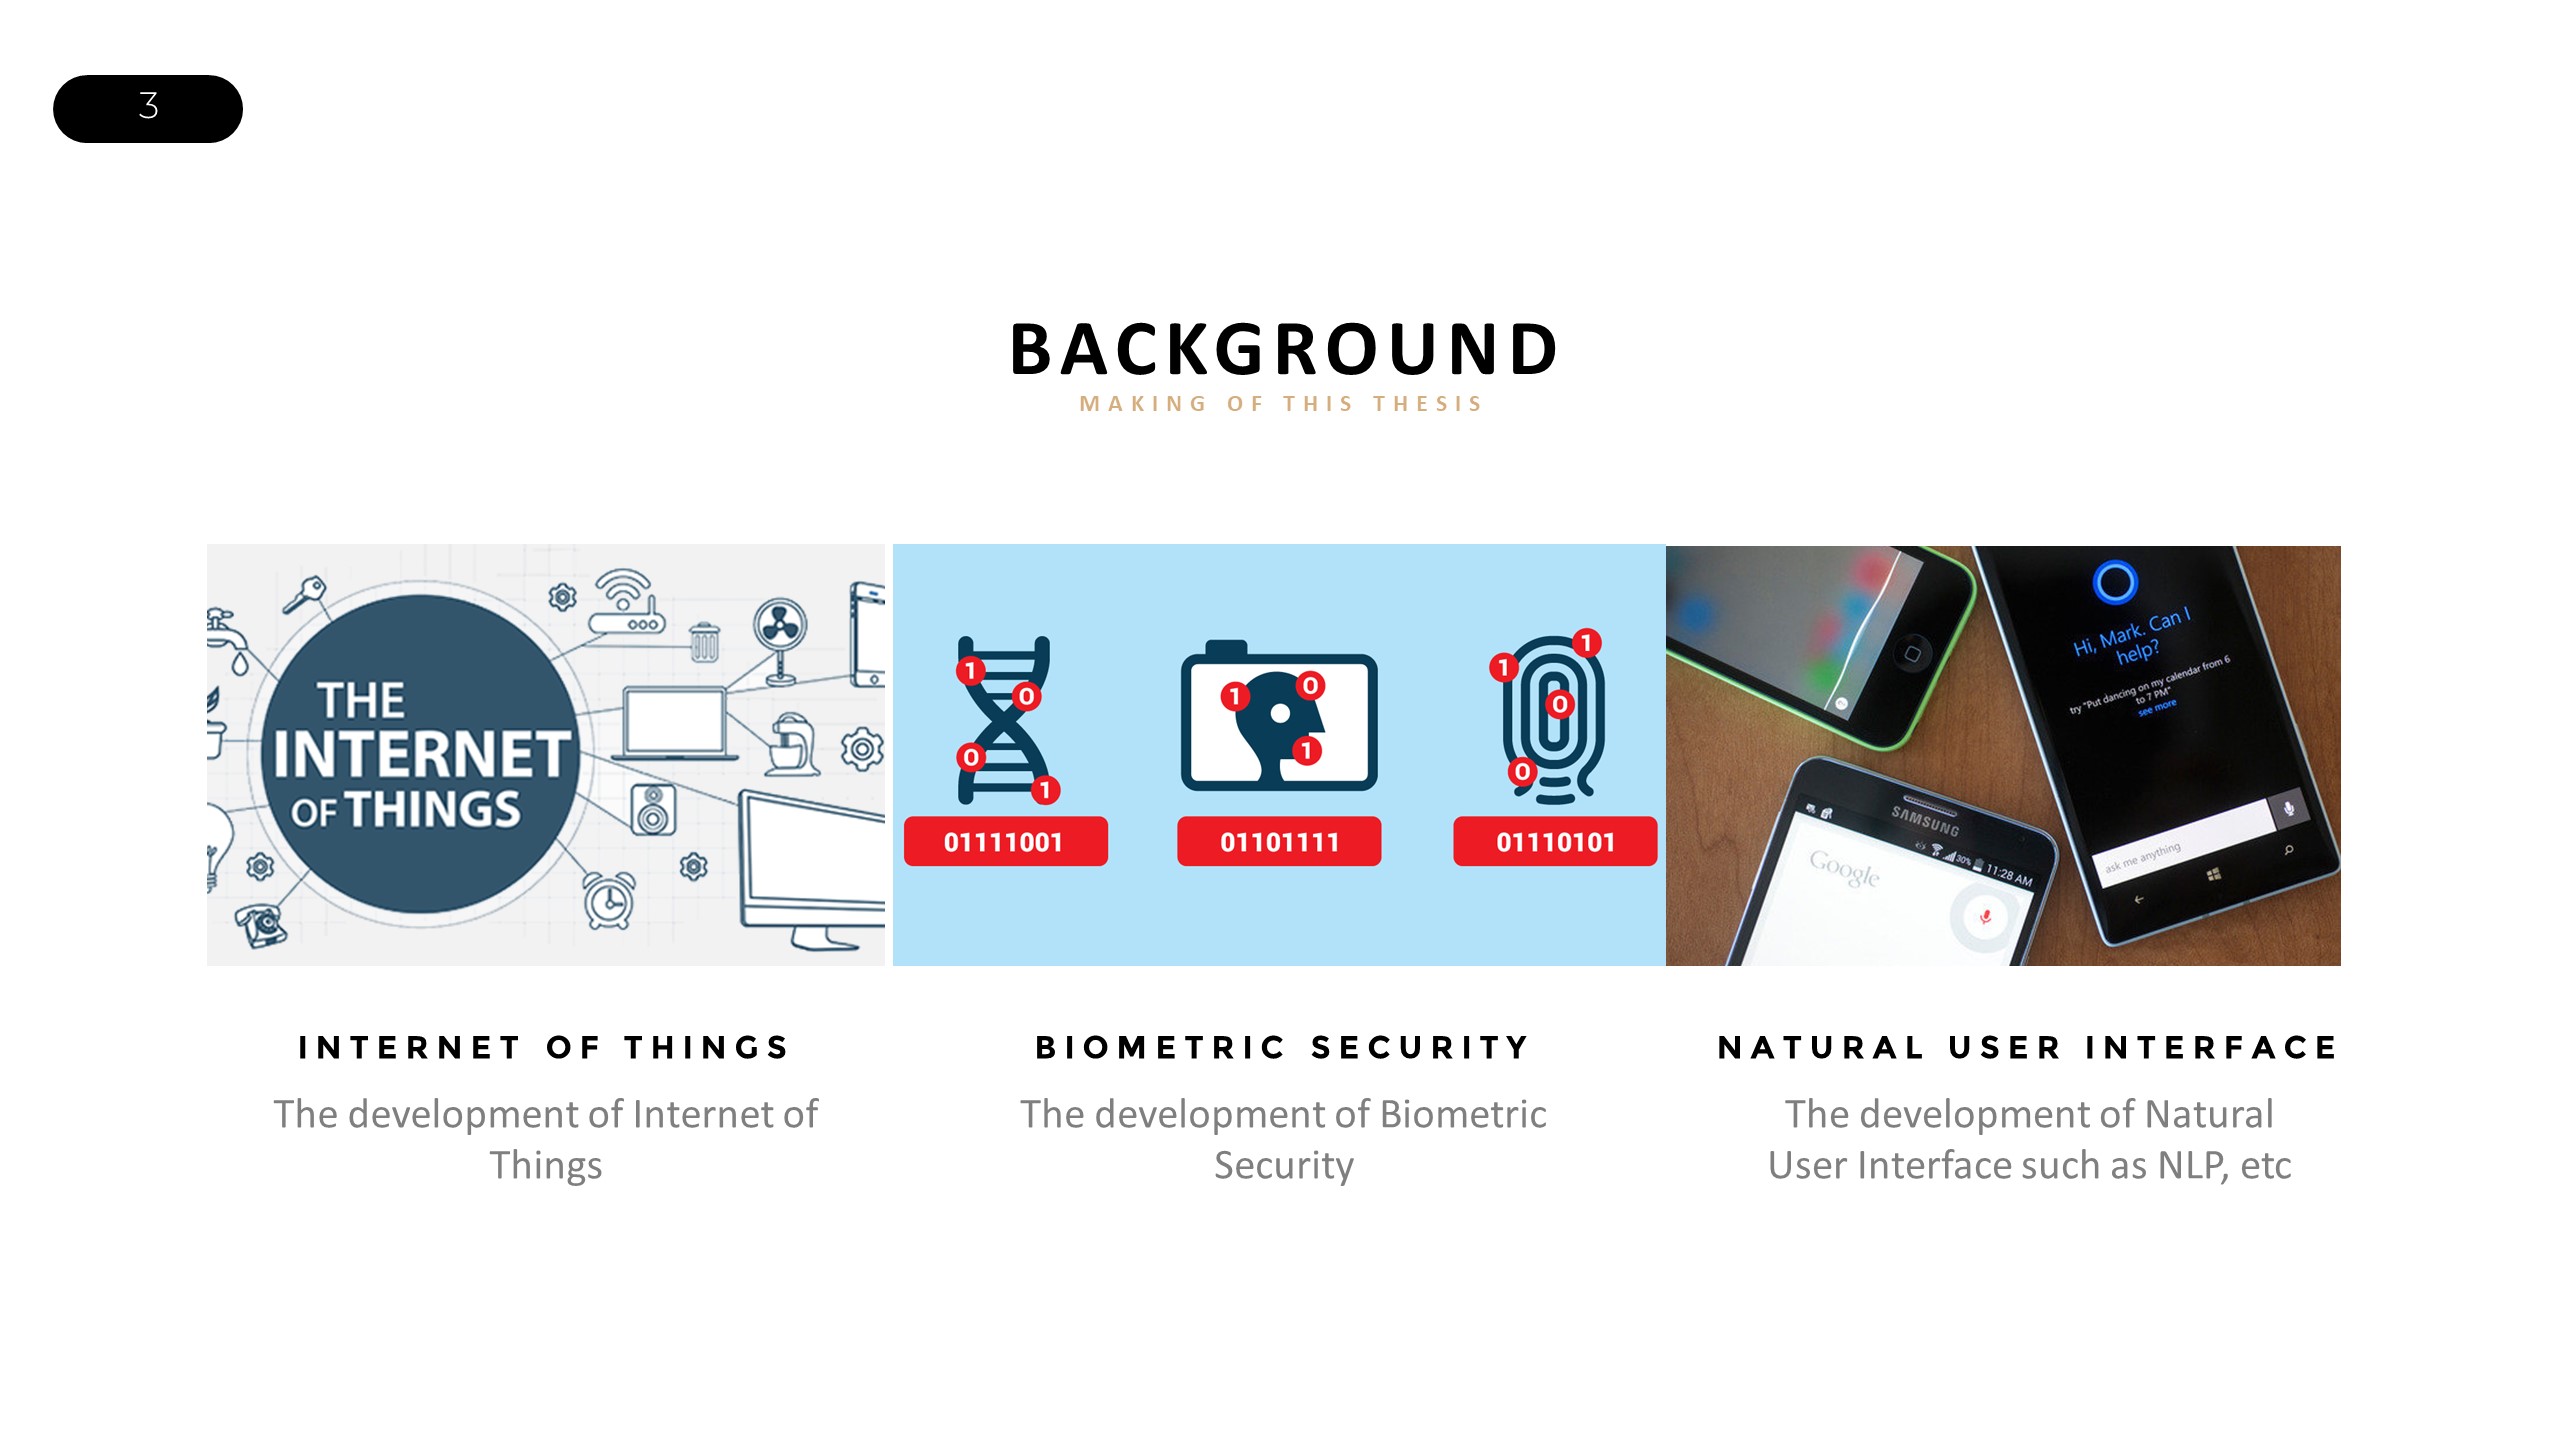 3
BACKGROUND
MAKING OF THIS THESIS
THE
INTERNET
OF THINGS
1
0
0
1
01111001
1
0
1
01101111
1
1
0
0
01110101
Hi, Mark. Can I
help?
try "Put dancing on my calendar from 6
to 7 PM"
see more
ask me anything
SAMSUNG
30% 11:28 AM
Google
INTERNET OF THINGS
The development of Internet of
Things
BIOMETRIC SECURITY
The development of Biometric
Security
NATURAL USER INTERFACE
The development of Natural
User Interface such as NLP, etc